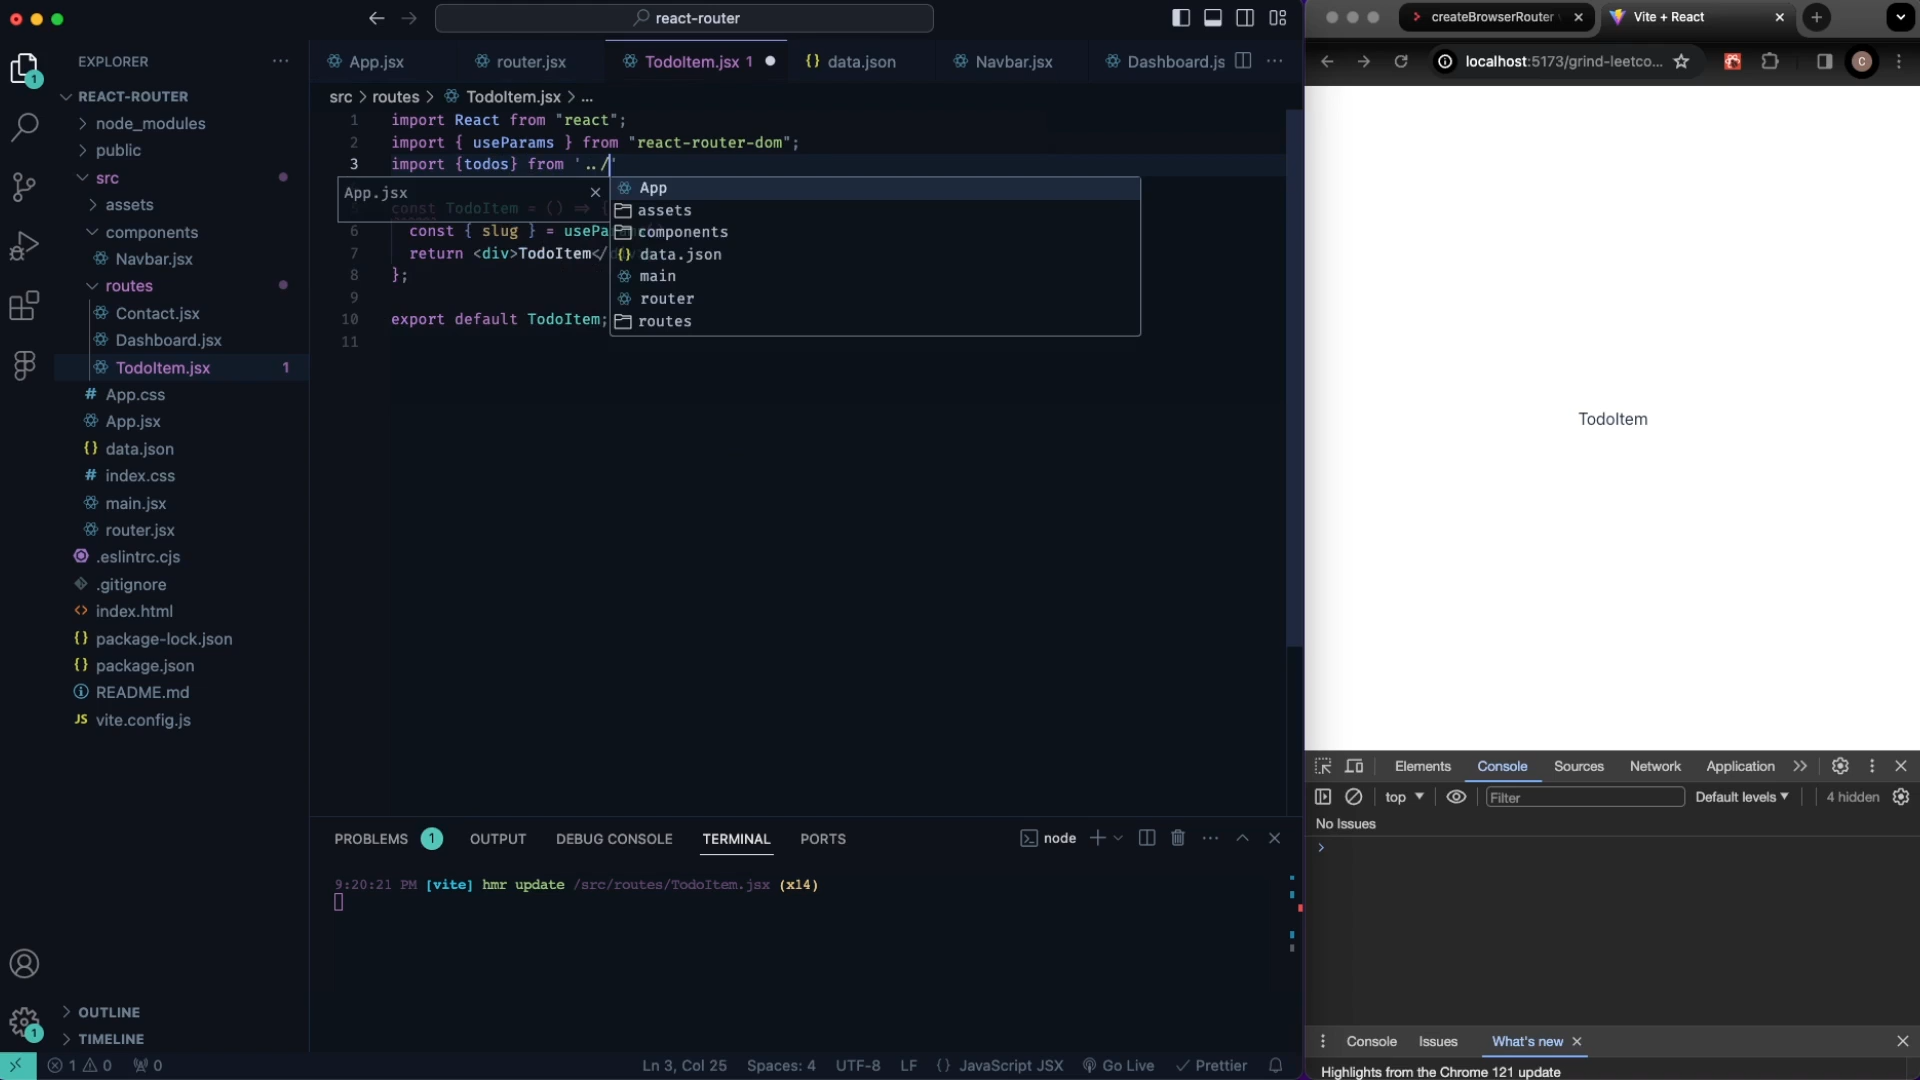 react-router
EXPLORER
REACT-ROUTER
node_modules
public
src
assets
components
Navbar.jsx
routes
Contact.jsx
Dashboard.jsx
TodoItem.jsx 1
App.css
App.jsx
data.json
index.css
main.jsx
router.jsx
.eslintrc.cjs
.gitignore
index.html
package-lock.json
package.json
README.md
vite.config.js
OUTLINE
TIMELINE
App.jsx router.jsx TodoItem.jsx 1 data.json Navbar.jsx Dashboard.js
src > routes > TodoItem.jsx > ...
1 import React from "react";
2 import { useParams } from "react-router-dom";
3 import {todos} from '../'
App.jsx
const TodoItem = () => {
6 const { slug } = usePa
7 return <div>TodoItem</
8 };
9
10 export default TodoItem;
11
App
assets
components
data.json
main
router
routes
PROBLEMS 1 OUTPUT DEBUG CONSOLE TERMINAL PORTS
node
9:20:21 PM [vite] hmr update /src/routes/TodoItem.jsx (x14)
1 0 0 Ln 3, Col 25 Spaces: 4 UTF-8 LF {} JavaScript JSX Go Live Prettier
createBrowserRouter Vite + React
localhost:5173/grind-leetco...
C
TodoItem
Elements Console Sources Network Application
top Filter Default levels 4 hidden
No Issues
Console Issues What's new
Highlights from the Chrome 121 update